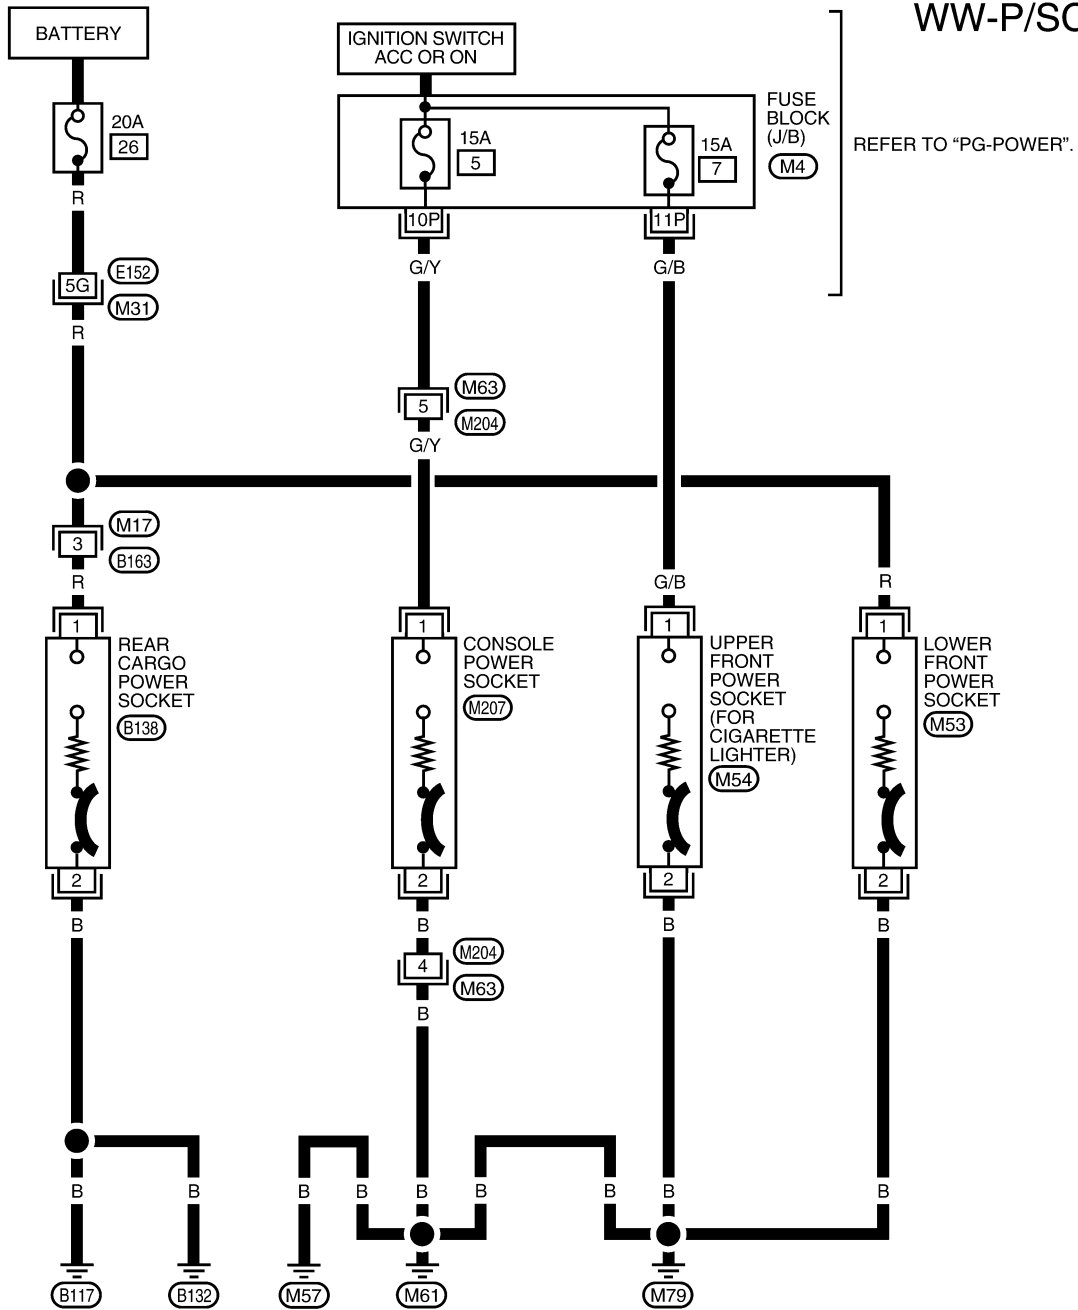 WW-P/SC
BATTERY
IGNITION SWITCH
ACC OR ON
20A
26
15A
5
15A
7
FUSE
BLOCK
(J/B)
M4
REFER TO “PG-POWER”.
R
10P
11P
G/Y
G/B
5G
E152
M31
R
5
M63
M204
G/Y
3
M17
B163
R
G/B
R
1
REAR
CARGO
POWER
SOCKET
B138
1
CONSOLE
POWER
SOCKET
M207
1
UPPER
FRONT
POWER
SOCKET
(FOR
CIGARETTE
LIGHTER)
M54
1
LOWER
FRONT
POWER
SOCKET
M53
2
2
2
2
B
B
B
B
4
M204
M63
B
B
B
B
B
B
B
B
B
B
B117
B132
M57
M61
M79